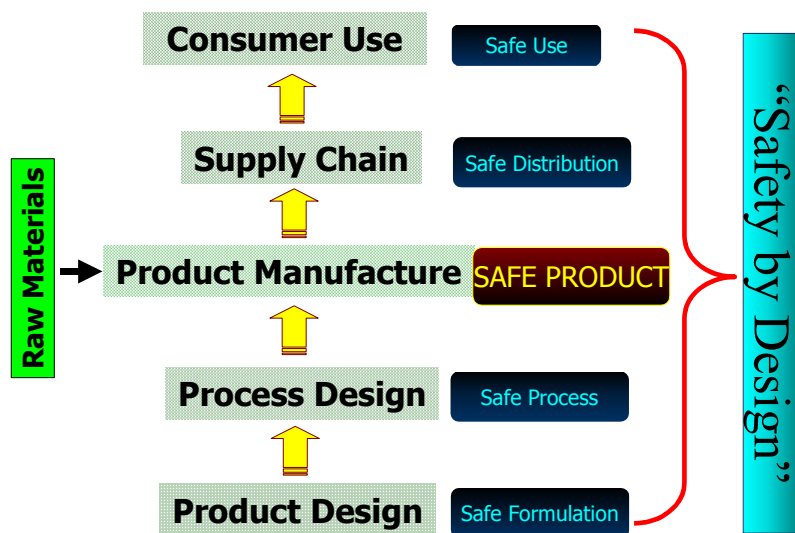 Consumer Use
Safe Use
Supply Chain
Safe Distribution
Raw Materials
Product Manufacture
SAFE PRODUCT
Process Design
Safe Process
Product Design
Safe Formulation
“Safety by Design”